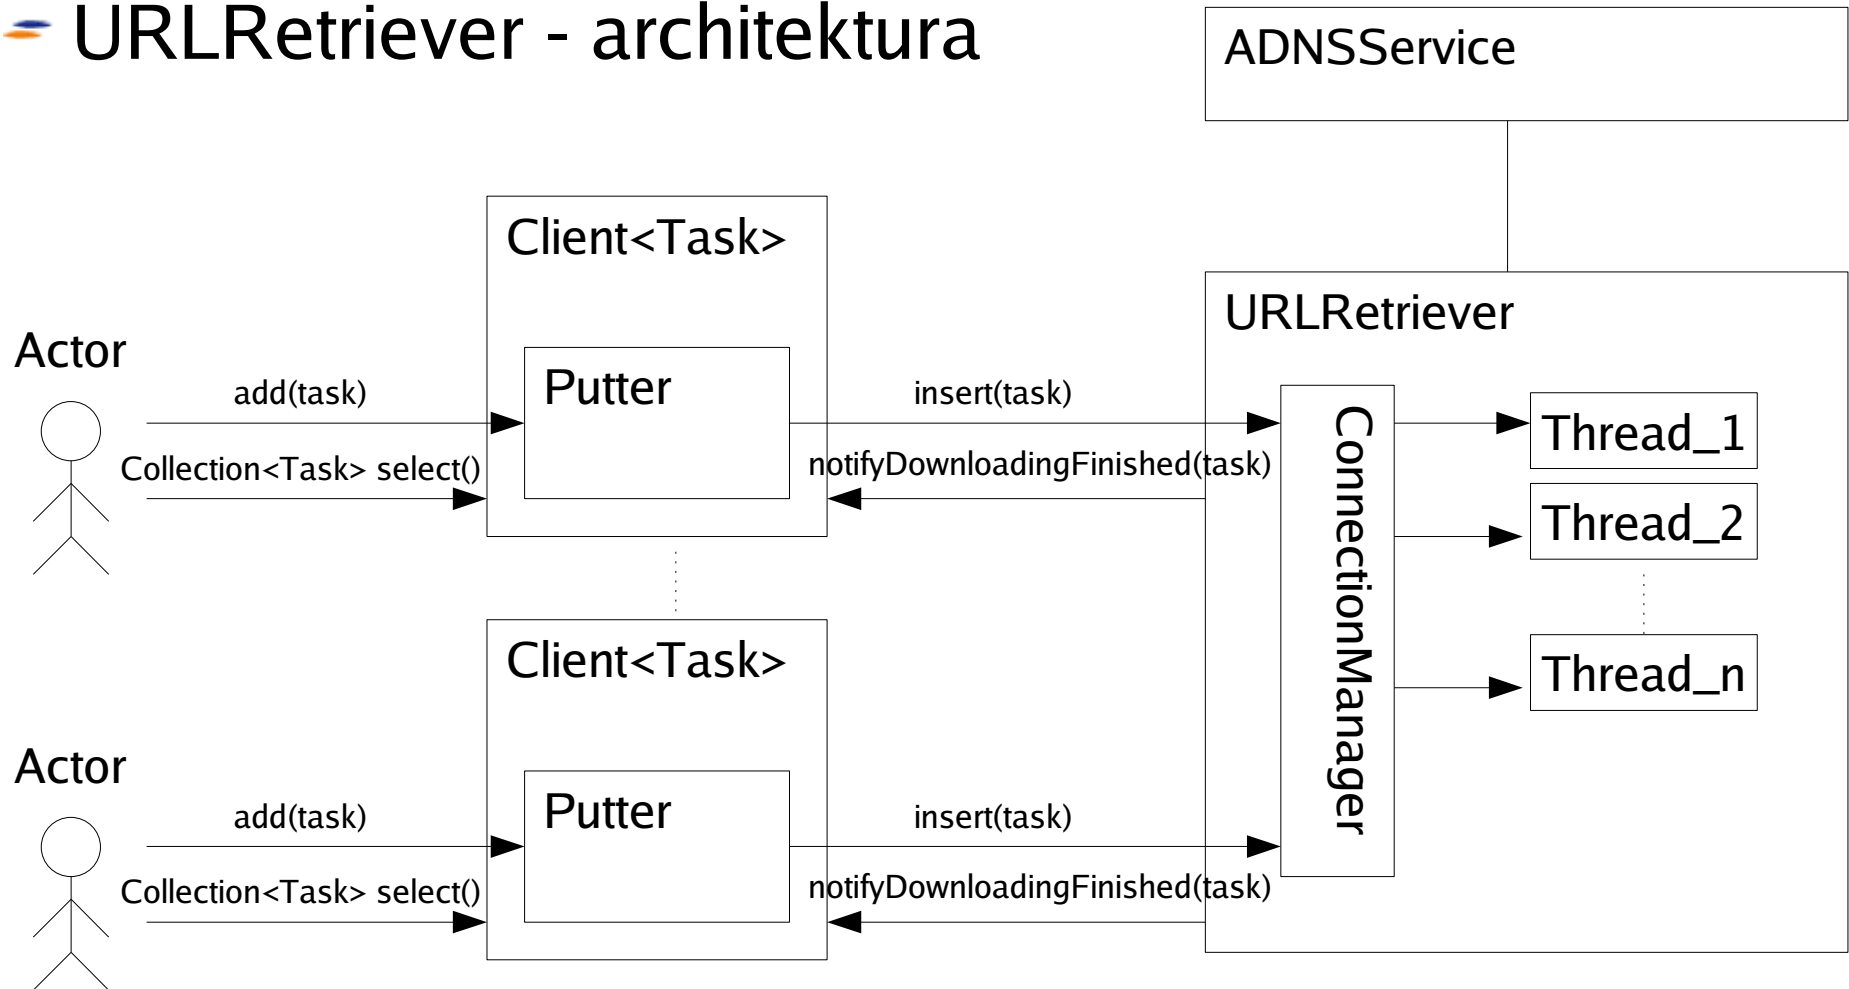 URLRetriever - architektura
ADNSService
Client<Task>
URLRetriever
Actor
Putter
add(task)
insert(task)
Collection<Task> select()
notifyDownloadingFinished(task)
ConnectionManager
Thread_1
Thread_2
Thread_n
Client<Task>
Actor
Putter
add(task)
insert(task)
Collection<Task> select()
notifyDownloadingFinished(task)